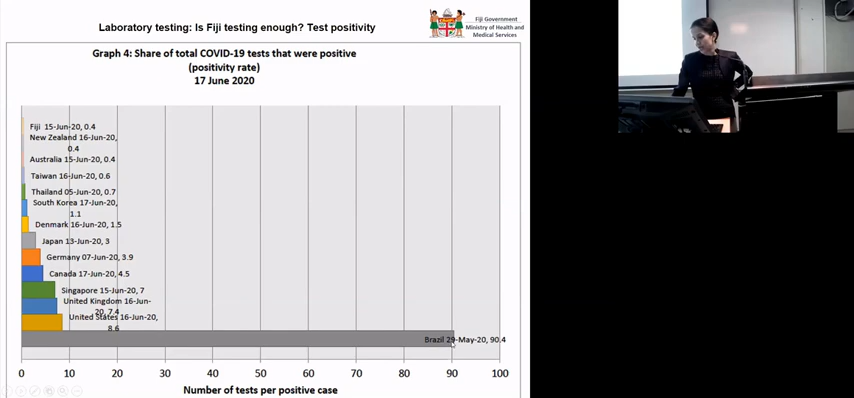 Laboratory testing: Is Fiji testing enough? Test positivity
Fiji Government
Ministry of Health and
Medical Services
Graph 4: Share of total COVID-19 tests that were positive
(positivity rate)
17 June 2020
Fiji 15-Jun-20, 0.4
New Zealand 16-Jun-20,
0.4
Australia 15-Jun-20, 0.4
Taiwan 16-Jun-20, 0.6
Thailand 05-Jun-20, 0.7
South Korea 17-Jun-20,
1.1
Denmark 16-Jun-20, 1.5
Japan 13-Jun-20, 3
Germany 07-Jun-20, 3.9
Canada 17-Jun-20, 4.5
Singapore 15-Jun-20, 7
United Kingdom 16-Jun-
20, 7.4
United States 16-Jun-20,
8.6
Brazil 29-May-20, 90.4
0 10 20 30 40 50 60 70 80 90 100
Number of tests per positive case